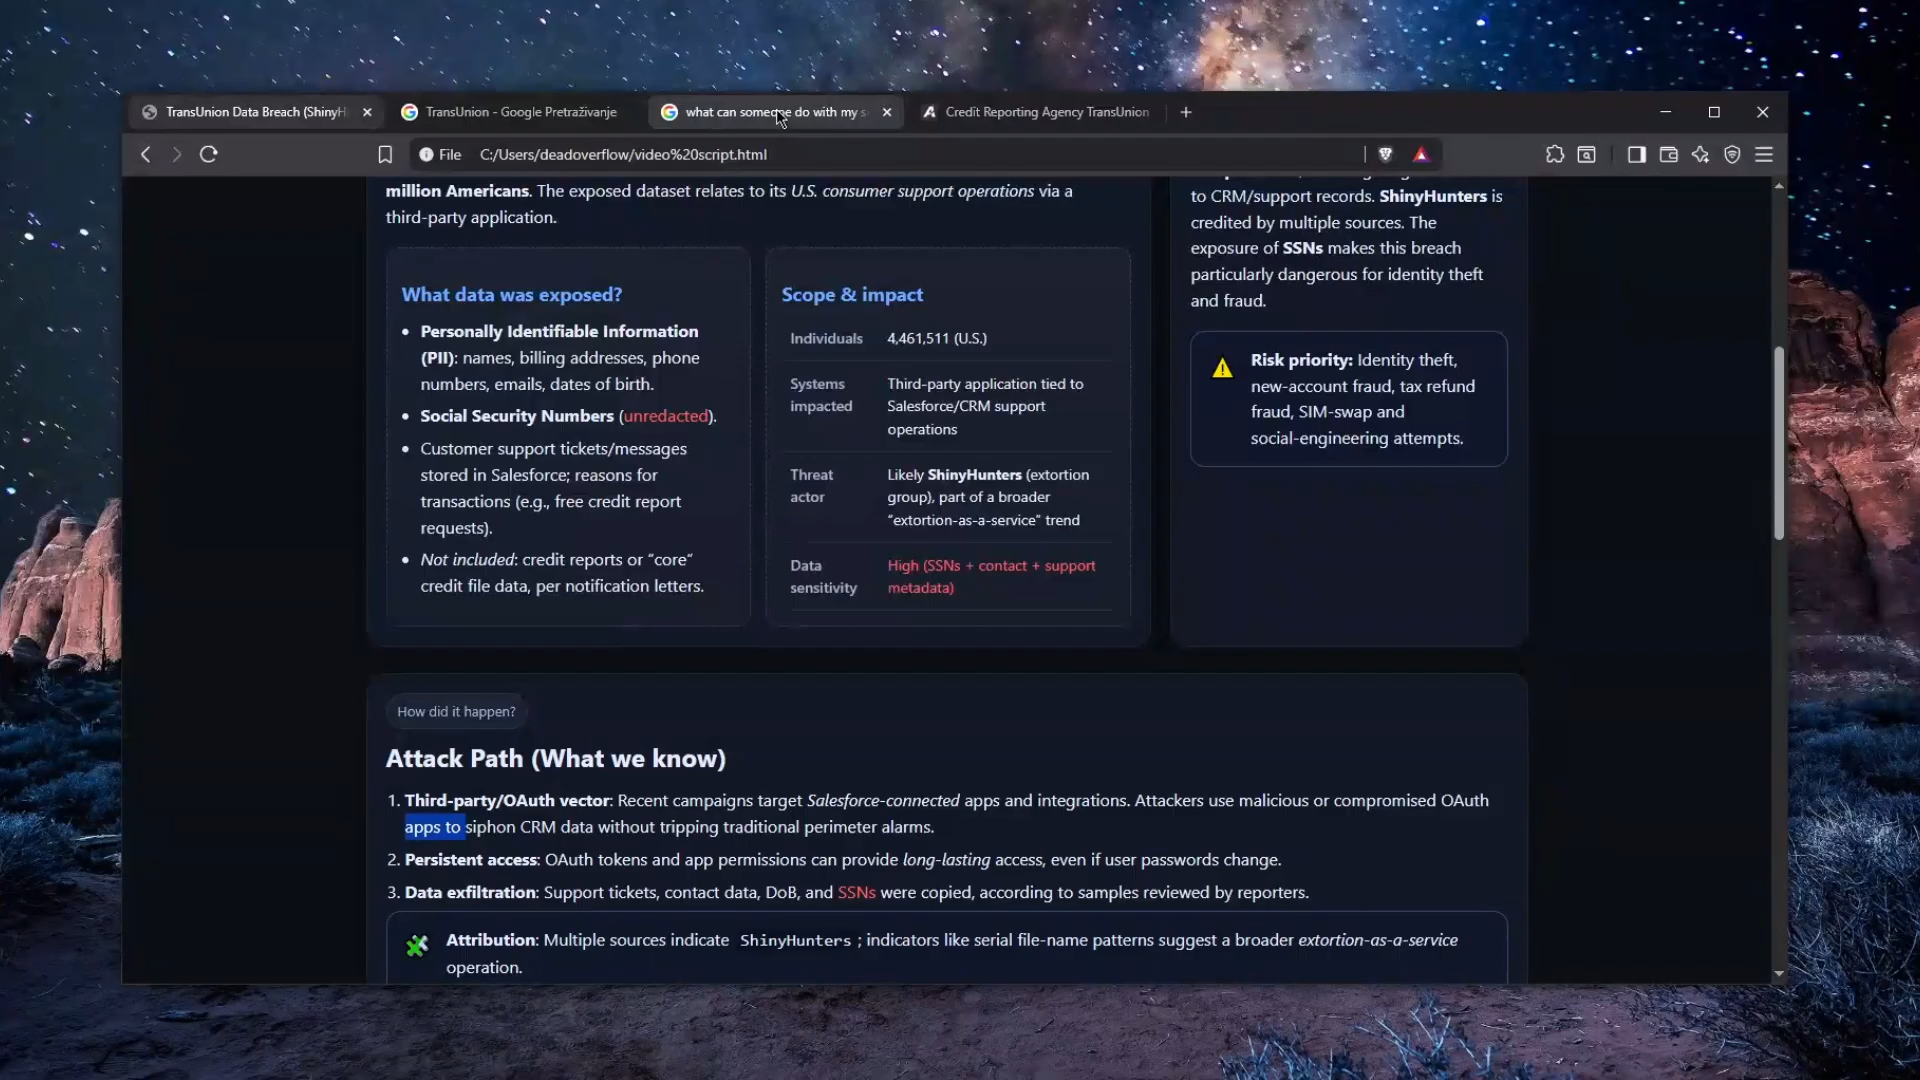 TransUnion Data Breach (ShinyH
TransUnion - Google Pretraživanje
what can someone do with my s
Credit Reporting Agency TransUnion
File C:/Users/deadoverflow/video%20script.html
million Americans. The exposed dataset relates to its U.S. consumer support operations via a
third-party application.
What data was exposed?
• Personally Identifiable Information
(PII): names, billing addresses, phone
numbers, emails, dates of birth.
• Social Security Numbers (unredacted).
• Customer support tickets/messages
stored in Salesforce; reasons for
transactions (e.g., free credit report
requests).
• Not included: credit reports or “core”
credit file data, per notification letters.
Scope & impact
Individuals 4,461,511 (U.S.)
Systems impacted Third-party application tied to
Salesforce/CRM support
operations
Threat actor Likely ShinyHunters (extortion
group), part of a broader
“extortion-as-a-service” trend
Data sensitivity High (SSNs + contact + support
metadata)
to CRM/support records. ShinyHunters is
credited by multiple sources. The
exposure of SSNs makes this breach
particularly dangerous for identity theft
and fraud.
Risk priority: Identity theft,
new-account fraud, tax refund
fraud, SIM-swap and
social-engineering attempts.
How did it happen?
Attack Path (What we know)
1. Third-party/OAuth vector: Recent campaigns target Salesforce-connected apps and integrations. Attackers use malicious or compromised OAuth
apps to siphon CRM data without tripping traditional perimeter alarms.
2. Persistent access: OAuth tokens and app permissions can provide long-lasting access, even if user passwords change.
3. Data exfiltration: Support tickets, contact data, DoB, and SSNs were copied, according to samples reviewed by reporters.
Attribution: Multiple sources indicate ShinyHunters ; indicators like serial file-name patterns suggest a broader extortion-as-a-service
operation.